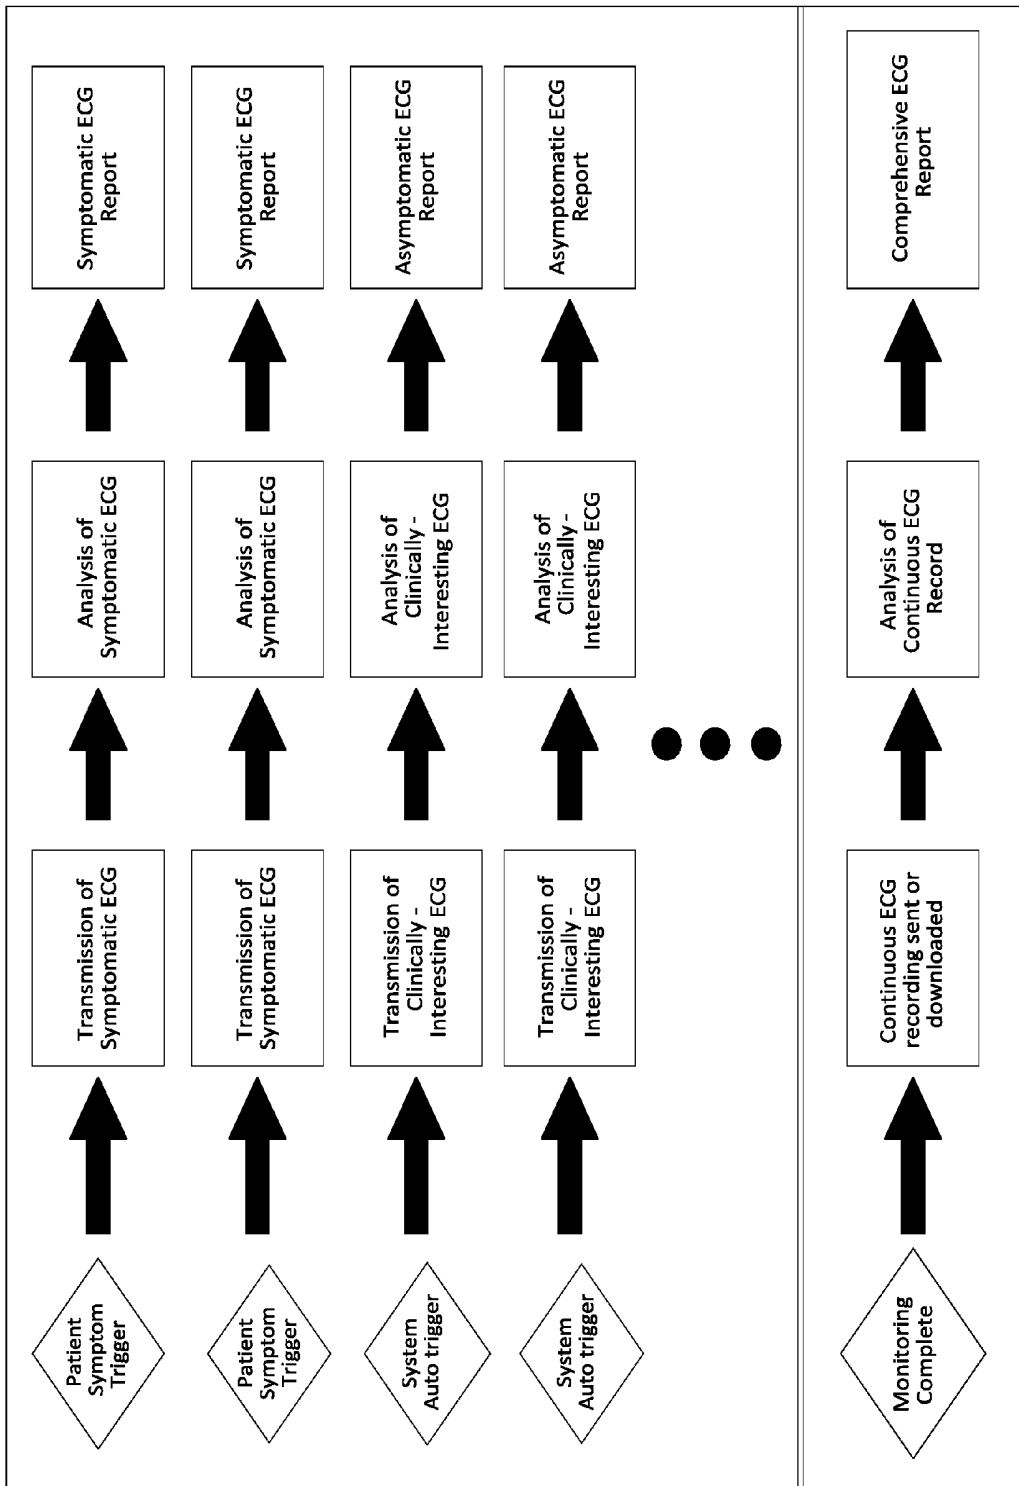 Patient
Symptom
Trigger
Transmission of
Symptomatic ECG
Analysis of
Symptomatic ECG
Symptomatic ECG
Report
Patient
Symptom
Trigger
Transmission of
Symptomatic ECG
Analysis of
Symptomatic ECG
Symptomatic ECG
Report
System
Auto trigger
Transmission of
Clinically -
Interesting ECG
Analysis of
Clinically -
Interesting ECG
Asymptomatic ECG
Report
System
Auto trigger
Transmission of
Clinically -
Interesting ECG
Analysis of
Clinically -
Interesting ECG
Asymptomatic ECG
Report
Monitoring
Complete
Continuous ECG
recording sent or
downloaded
Analysis of
Continuous ECG
Record
Comprehensive ECG
Report